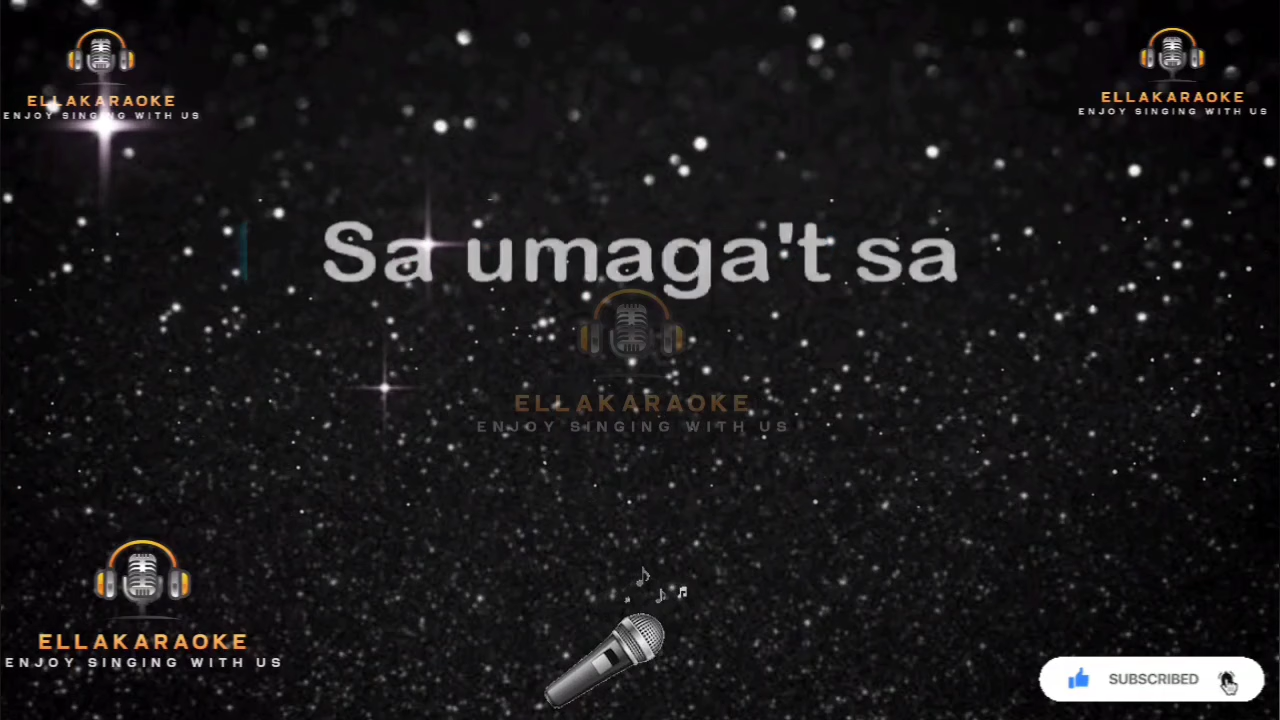 ELLAKARAOKE
ENJOY SINGING WITH US
ELLAKARAOKE
ENJOY SINGING WITH US
Sa umaga't sa
ELLAKARAOKE
ENJOY SINGING WITH US
ELLAKARAOKE
ENJOY SINGING WITH US
SUBSCRIBED